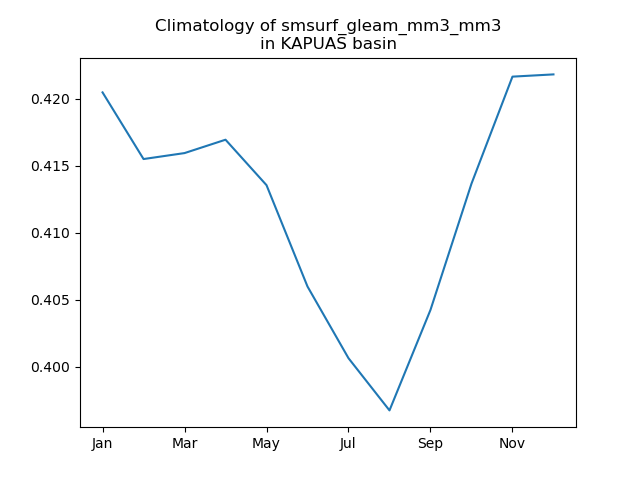 Climatology of smsurf_gleam_mm3_mm3
in KAPUAS basin
0.420
0.415
0.410
0.405
0.400
Jan
Mar
May
Jul
Sep
Nov